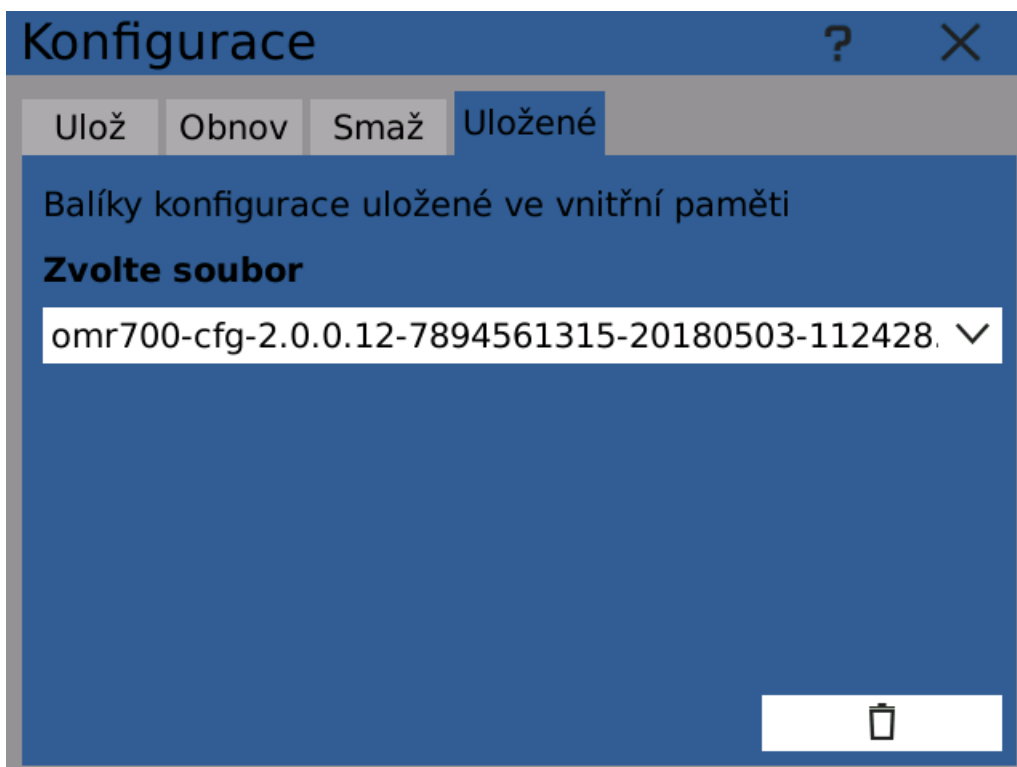 Konfigurace ?
Ulož Obnov Smaž Uložené
Balíky konfigurace uložené ve vnitřní paměti
Zvolte soubor
omr700-cfg-2.0.0.12-7894561315-20180503-112428.